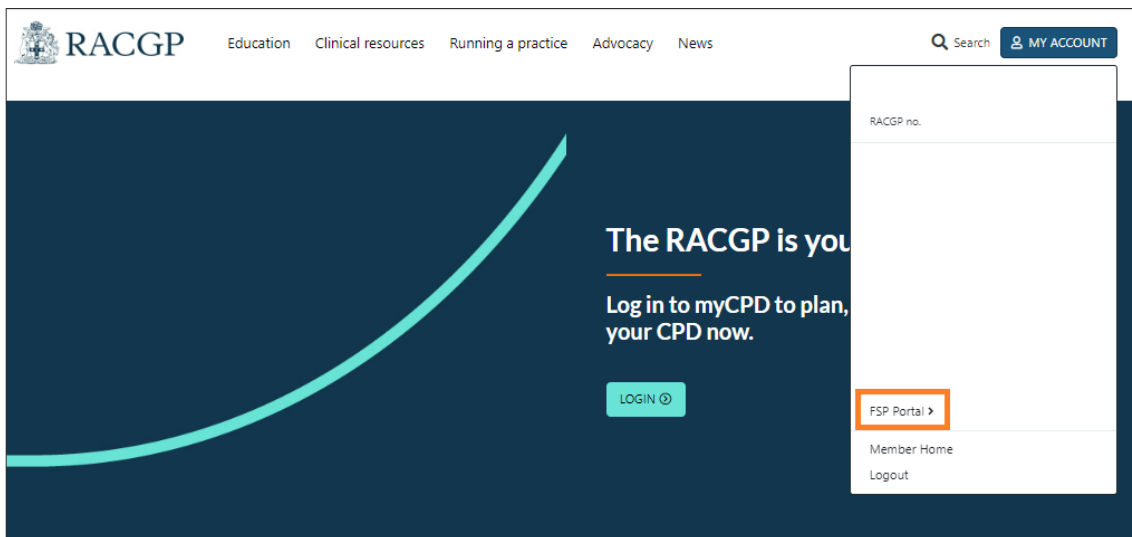 RACGP
Education Clinical resources Running a practice Advocacy News
Search MY ACCOUNT
RACGP no.
The RACGP is you
Log in to myCPD to plan,
your CPD now.
LOGIN
FSP Portal
Member Home
Logout